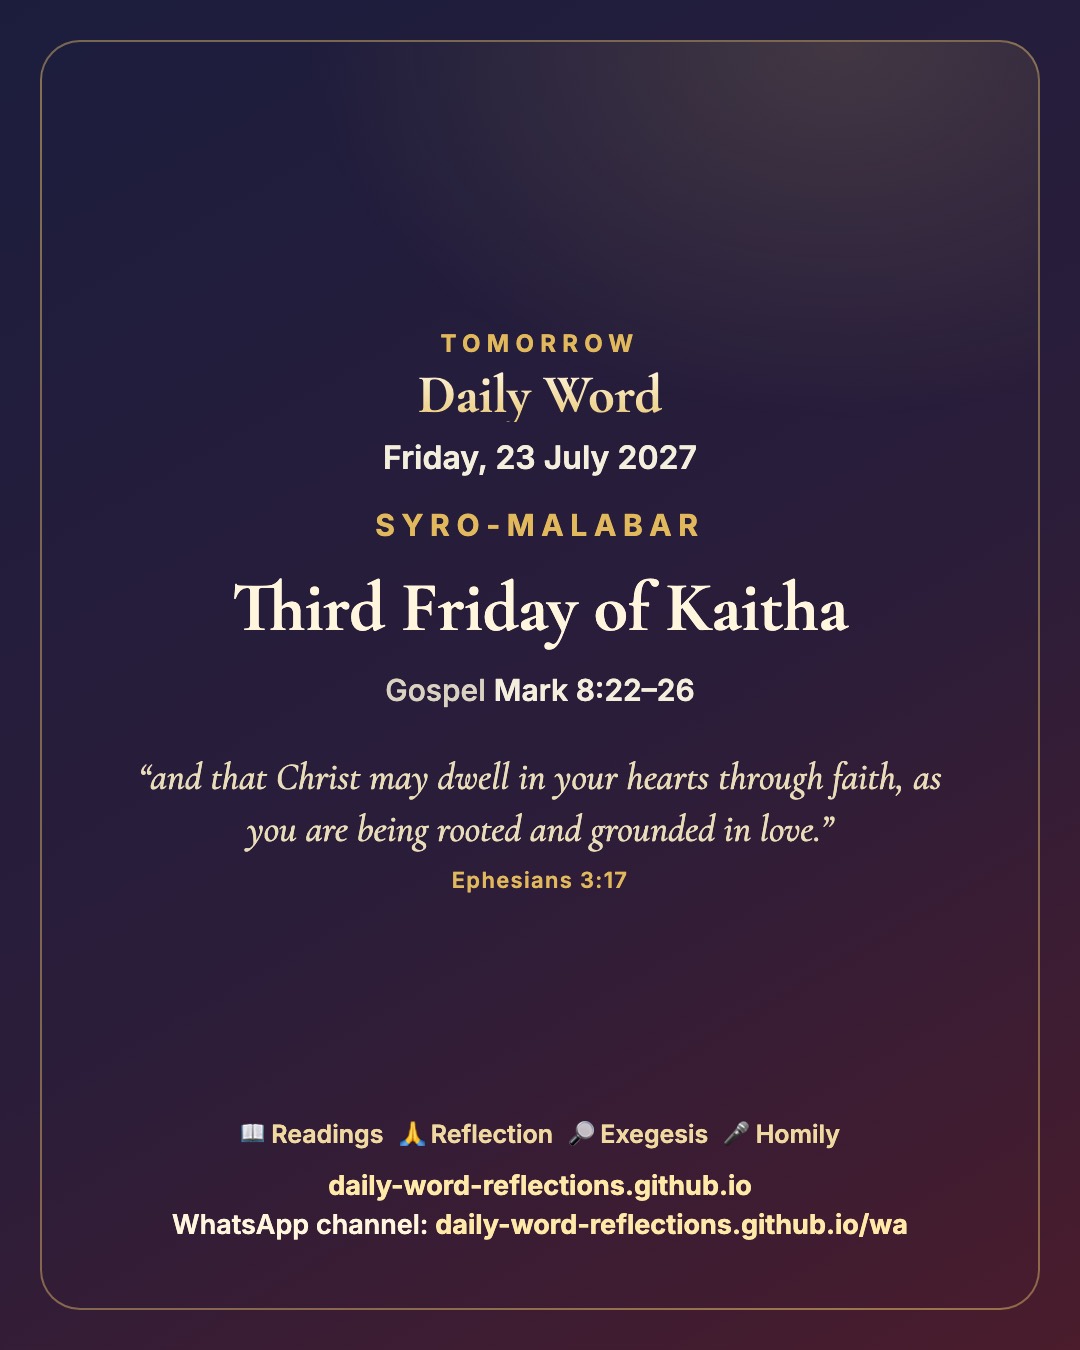 TOMORROW
Daily Word
Friday, 23 July 2027
SYRO-MALABAR
Third Friday of Kaitha
Gospel Mark 8:22–26
“and that Christ may dwell in your hearts through faith, as
you are being rooted and grounded in love.”
Ephesians 3:17
📖 Readings 🙏 Reflection 🔎 Exegesis 🎤 Homily
daily-word-reflections.github.io
WhatsApp channel: daily-word-reflections.github.io/wa